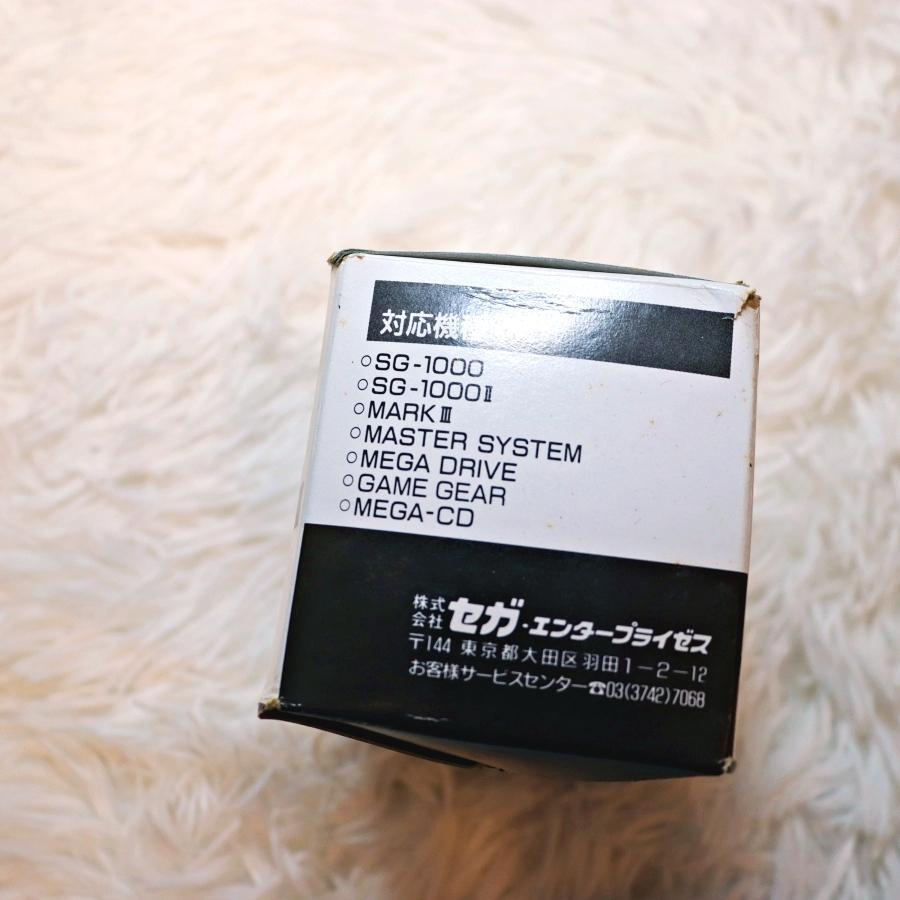 対応機種
○SG-1000
○SG-1000Ⅱ
○MARKⅢ
○MASTER SYSTEM
○MEGA DRIVE
○GAME GEAR
○MEGA-CD
株式会社 セガ・エンタープライゼス
〒144 東京都大田区羽田1-2-12
お客様サービスセンター☎03(3742)7068